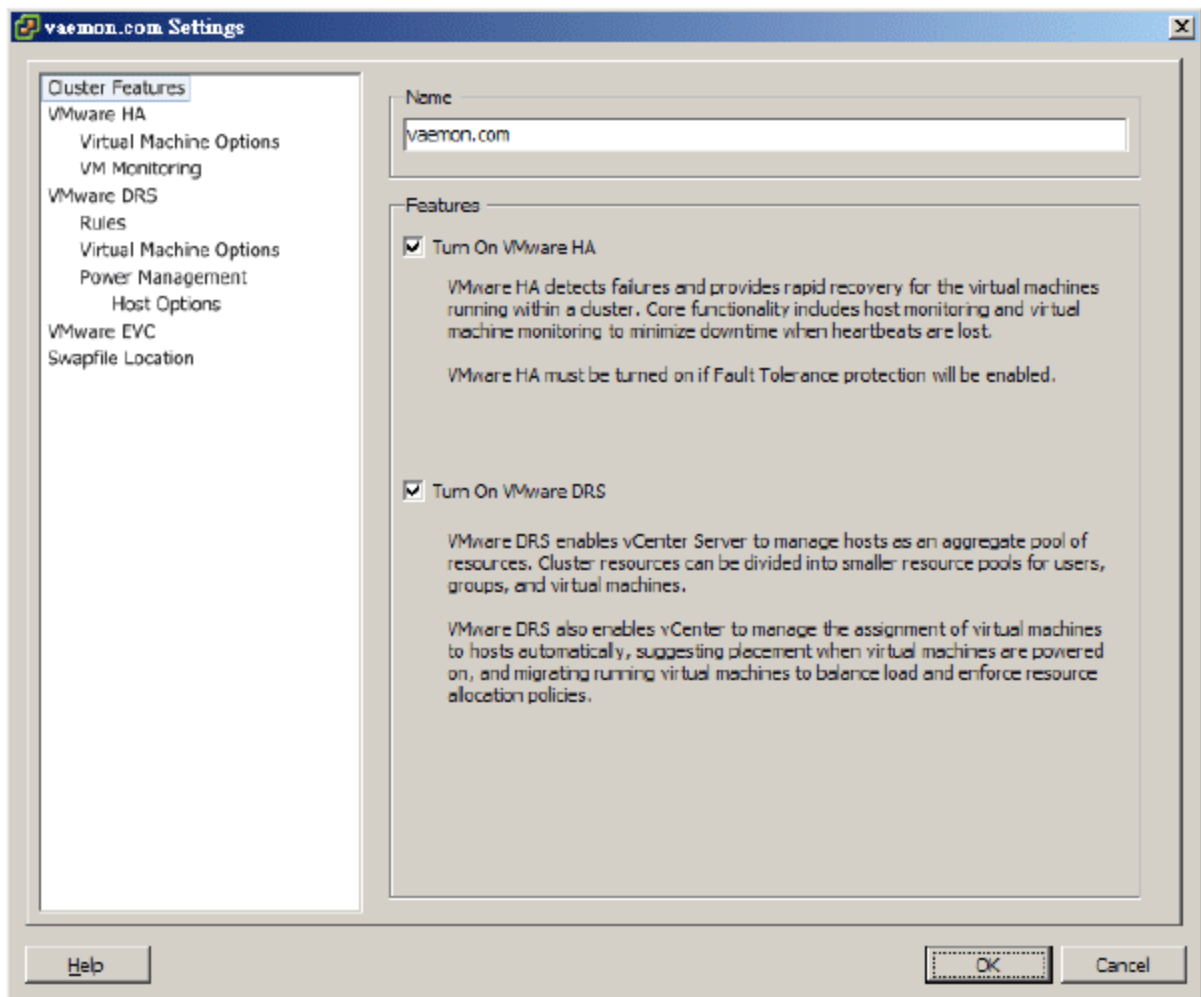 vaemon.com Settings
Cluster Features
VMware HA
Virtual Machine Options
VM Monitoring
VMware DRS
Rules
Virtual Machine Options
Power Management
Host Options
VMware EVC
Swapfile Location
Name
vaemon.com
Features
Turn On VMware HA
VMware HA detects failures and provides rapid recovery for the virtual machines
running within a cluster. Core functionality includes host monitoring and virtual
machine monitoring to minimize downtime when heartbeats are lost.
VMware HA must be turned on if Fault Tolerance protection will be enabled.
Turn On VMware DRS
VMware DRS enables vCenter Server to manage hosts as an aggregate pool of
resources. Cluster resources can be divided into smaller resource pools for users,
groups, and virtual machines.
VMware DRS also enables vCenter to manage the assignment of virtual machines
to hosts automatically, suggesting placement when virtual machines are powered
on, and migrating running virtual machines to balance load and enforce resource
allocation policies.
Help
OK
Cancel